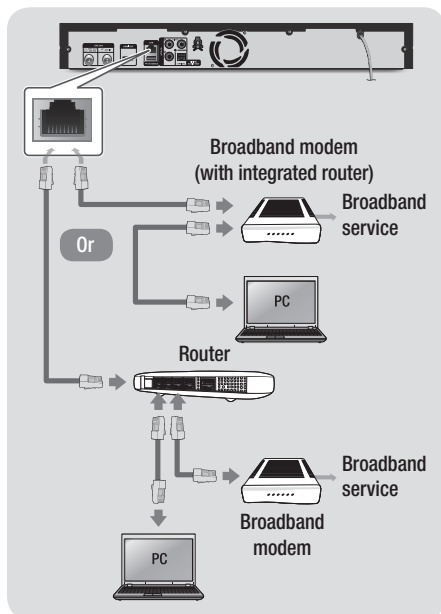 Broadband modem
(with integrated router)
Broadband
service
Or
PC
Router
Broadband
service
Broadband
modem
PC